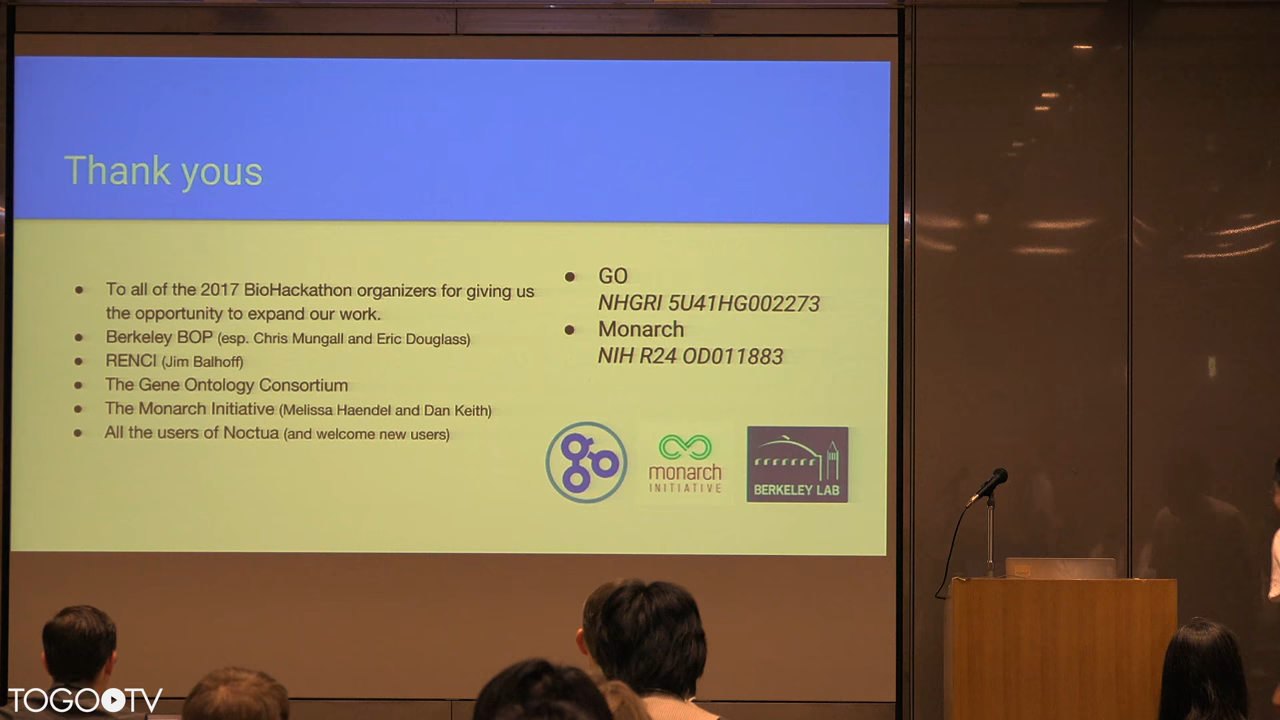 Thank yous
● To all of the 2017 BioHackathon organizers for giving us
the opportunity to expand our work.
● Berkeley BOP (esp. Chris Mungall and Eric Douglass)
● RENCI (Jim Balhoff)
● The Gene Ontology Consortium
● The Monarch Initiative (Melissa Haendel and Dan Keith)
● All the users of Noctua (and welcome new users)
● GO
NHGRI 5U41HG002273
● Monarch
NIH R24 OD011883
go
monarch
INITIATIVE
BERKELEY LAB
TOGOTV